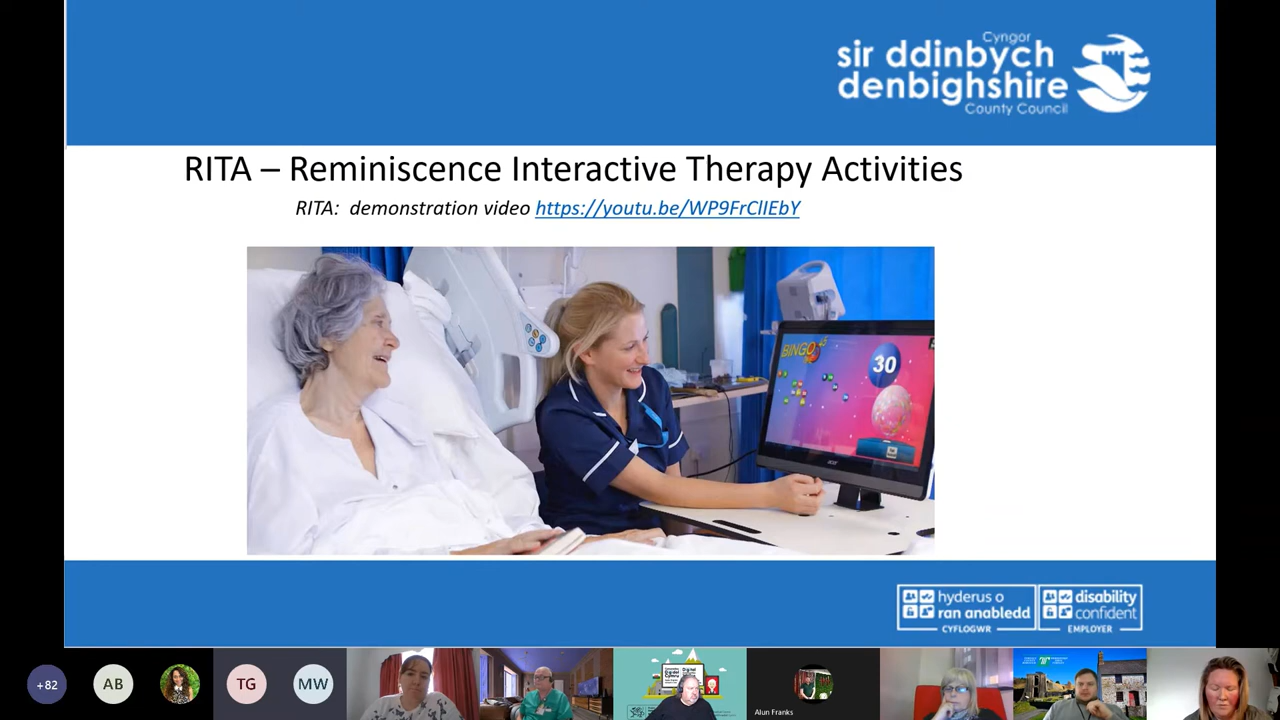 Cyngor
sir ddinbych
denbighshire
County Council
RITA – Reminiscence Interactive Therapy Activities
RITA: demonstration video https://youtu.be/WP9FrClIEbY
BINGO
30
acer
hyderus o
ran anabledd
CYFLOGWR
disability
confident
EMPLOYER
+82
AB
TG
MW
Alun Franks